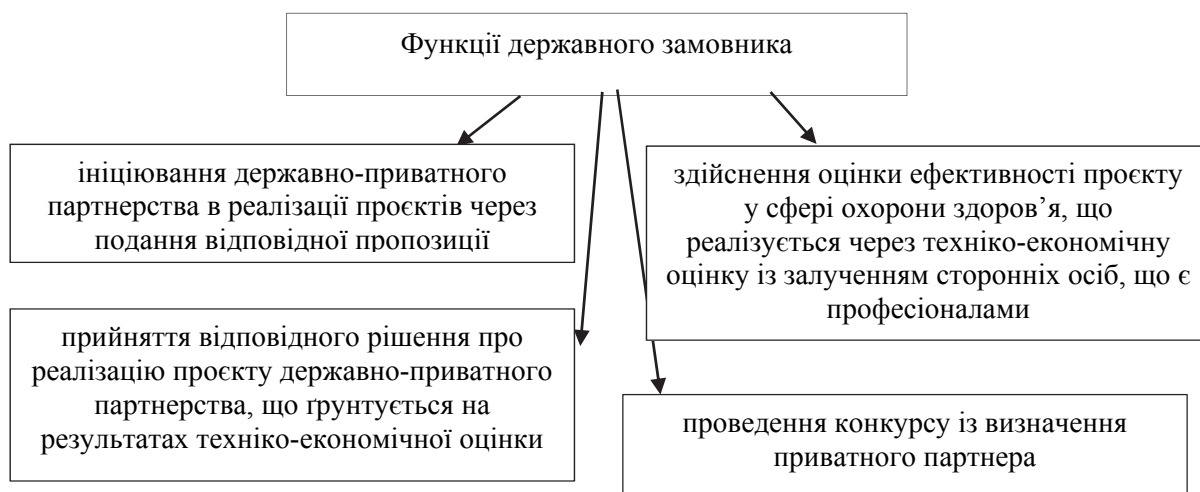 Функції державного замовника
ініціювання державно-приватного
партнерства в реалізації проєктів через
подання відповідної пропозиції
здійснення оцінки ефективності проєкту
у сфері охорони здоров’я, що
реалізується через техніко-економічну
оцінку із залученням сторонніх осіб, що є
професіоналами
прийняття відповідного рішення про
реалізацію проєкту державно-приватного
партнерства, що ґрунтується на
результатах техніко-економічної оцінки
проведення конкурсу із визначення
приватного партнера